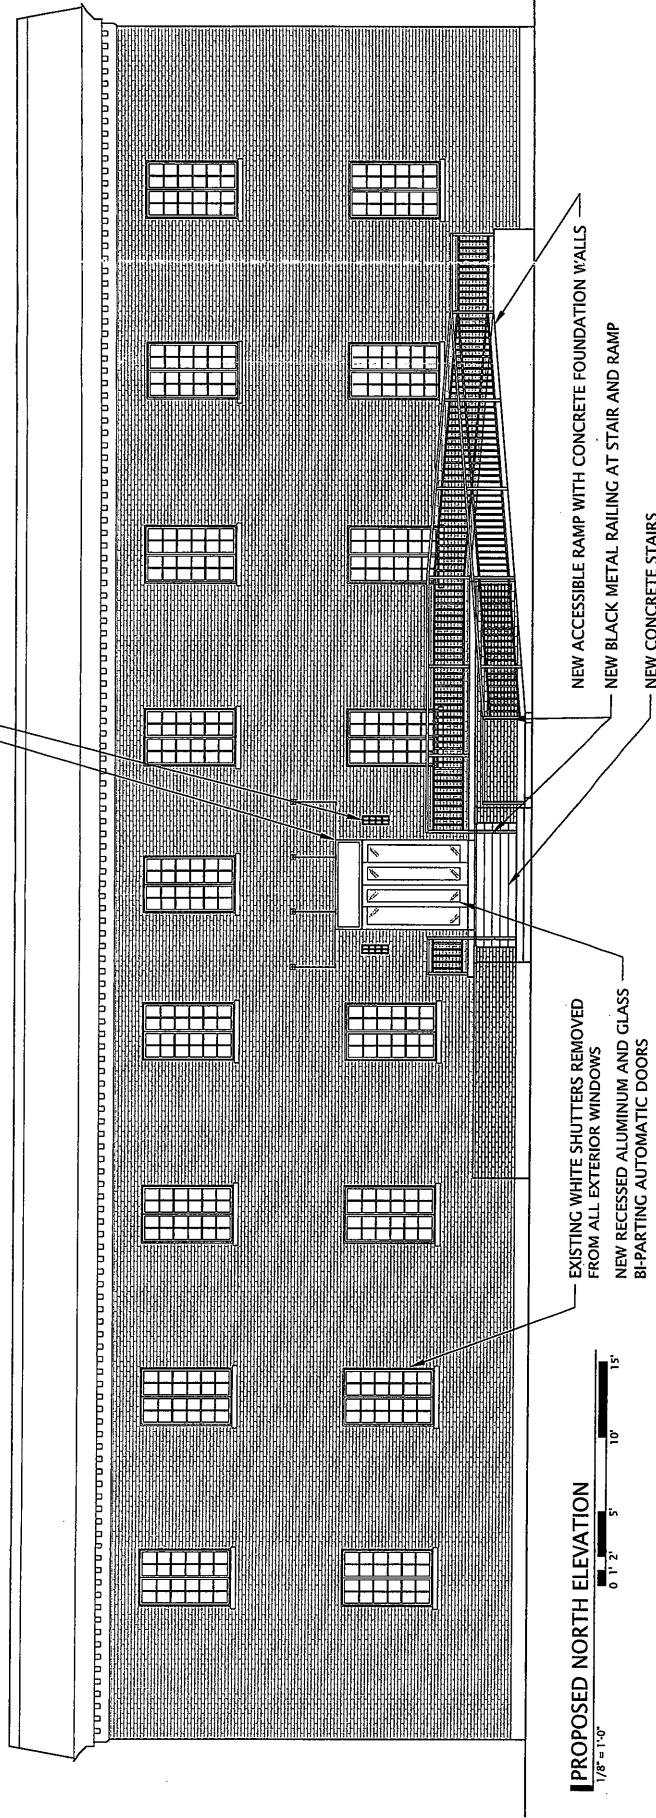 EXISTING WHITE SHUTTERS REMOVED
FROM ALL EXTERIOR WINDOWS
NEW RECESSED ALUMINUM AND GLASS
BI-PARTING AUTOMATIC DOORS
NEW ACCESSIBLE RAMP WITH CONCRETE FOUNDATION WALLS
NEW BLACK METAL RAILING AT STAIR AND RAMP
NEW CONCRETE STAIRS
PROPOSED NORTH ELEVATION
1/8" = 1'-0"
0 1' 2' 5' 10' 15'